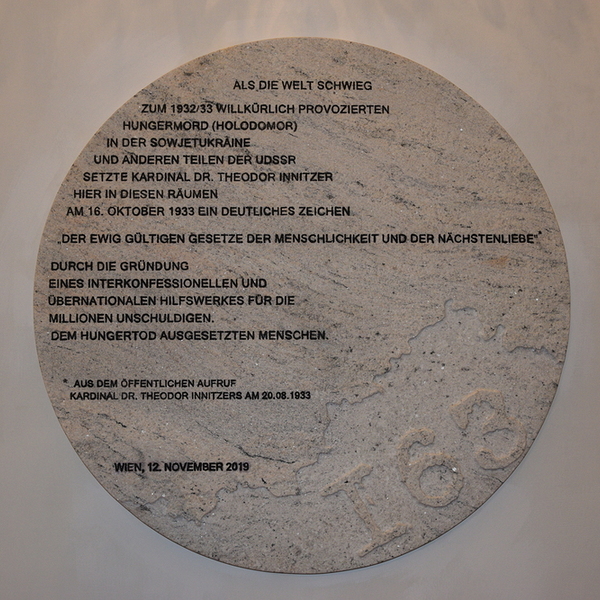 ALS DIE WELT SCHWIEG
ZUM 1932/33 WILLKÜRLICH PROVOZIERTEN
HUNGERMORD (HOLODOMOR)
IN DER SOWJETUKRAINE
UND ANDEREN TEILEN DER UDSSR
SETZTE KARDINAL DR. THEODOR INNITZER
HIER IN DIESEN RÄUMEN
AM 16. OKTOBER 1933 EIN DEUTLICHES ZEICHEN
„DER EWIG GÜLTIGEN GESETZE DER MENSCHLICHKEIT UND DER NÄCHSTENLIEBE"*
DURCH DIE GRÜNDUNG
EINES INTERKONFESSIONELLEN UND
ÜBERNATIONALEN HILFSWERKES FÜR DIE
MILLIONEN UNSCHULDIGEN,
DEM HUNGERTOD AUSGESETZTEN MENSCHEN.
* AUS DEM ÖFFENTLICHEN AUFRUF
KARDINAL DR. THEODOR INNITZERS AM 20.08.1933
WIEN, 12. NOVEMBER 2019
163